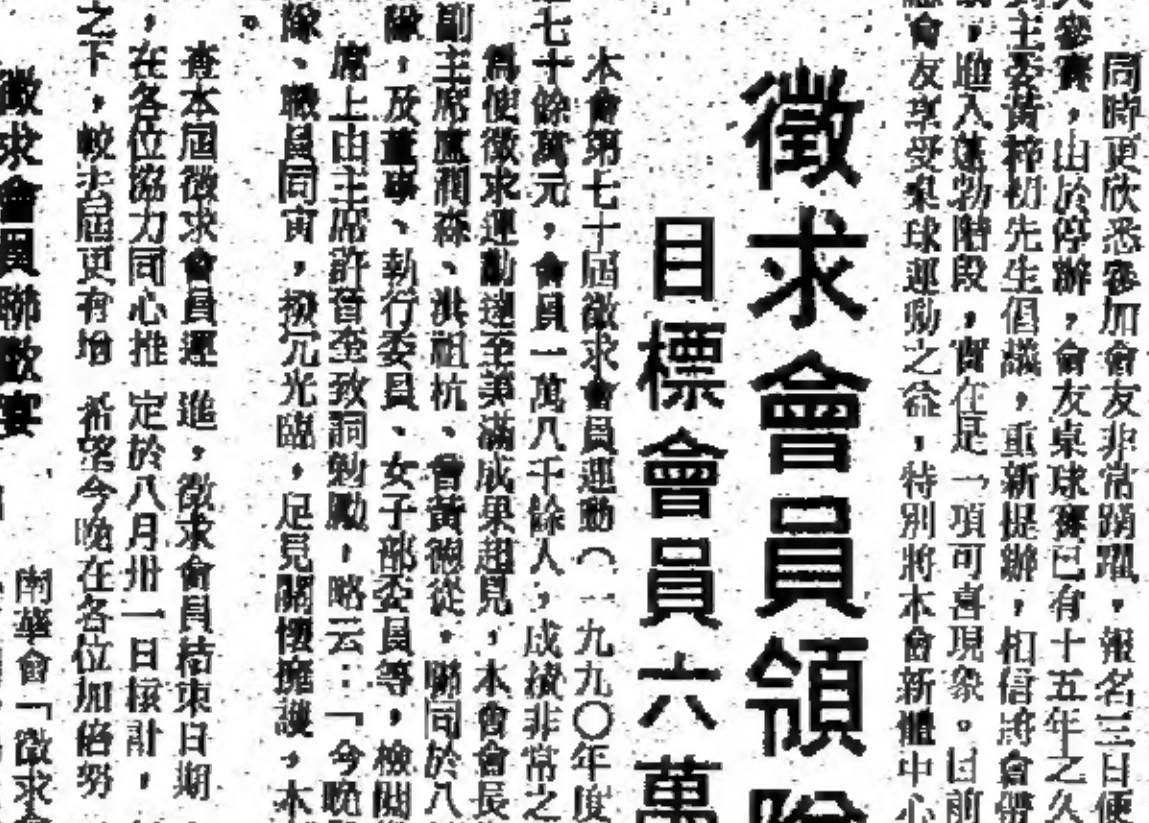 同時更欣悉參加會友非常踴躍，報名三日便
參賽，由於停辦，會友桌球賽已有十五年之久
主委黃梓初先生倡議，重新提辦，相信將會帶
，進入蓬勃階段，實在是一項可喜現象。目前
會友享受桌球運動之益，特別將本會新體中心
徵求會員領
目標會員六萬
本會第七十屆徵求會員運動（一九九〇年度
七十餘萬元，會員一萬八千餘人，成績非常之
為使徵求運動達至美滿成果起見，本會會長
副主席盧潤森、洪祖杭、會黃德從，聯同於八
隊，及董事、執行委員、女子部委員等，檢閱
席上由主席許晉奎致詞勉勵，略云：「今晚
隊、職員同寅，撥冗光臨，足見關懷擁護，本
。
查本屆徵求會員運
，在各位協力同心推
之下，較去屆更有增
進，徵求會員結束日期
定於八月卅一日核計，
希望今晚在各位加倍努
徵求會員聯歡宴
南華會「徵求